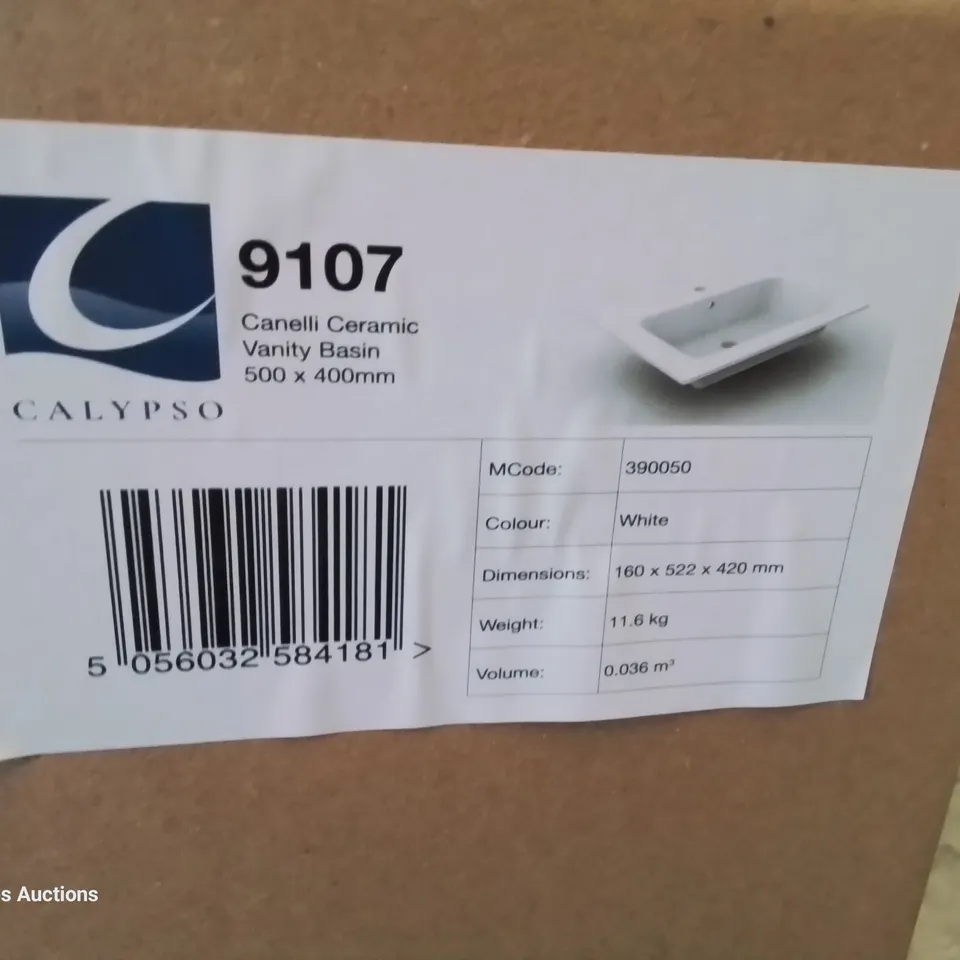 9107
Canelli Ceramic
Vanity Basin
500 x 400mm
CALYPSO
MCode: 390050
Colour: White
Dimensions: 160 x 522 x 420 mm
Weight: 11.6 kg
Volume: 0.036 m³
5 056032 584181 >
s Auctions